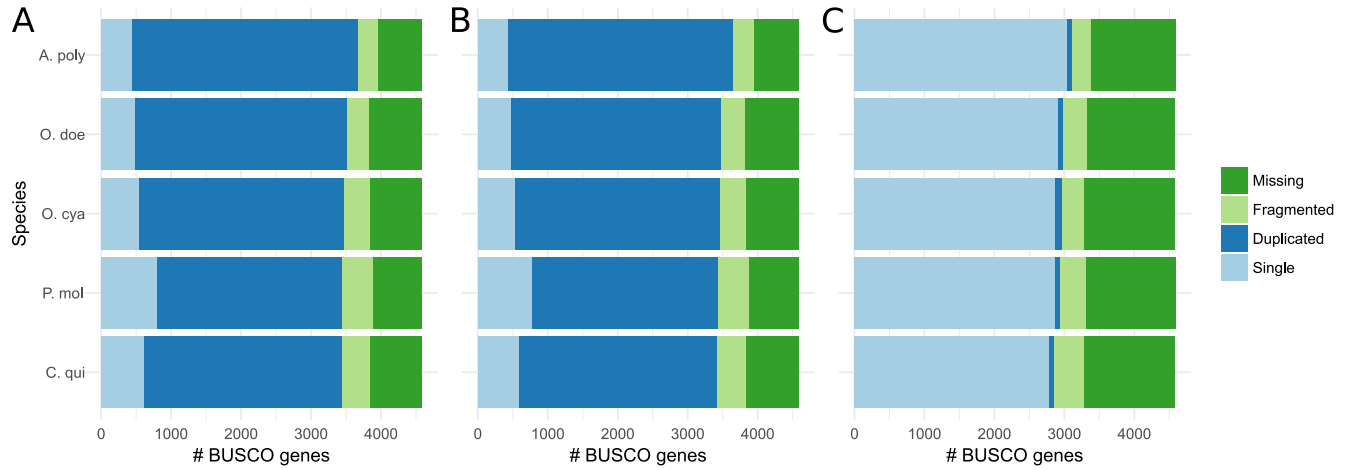 A
B
C
Species
A. poly
O. doe
O. cya
P. mol
C. qui
0 1000 2000 3000 4000
0 1000 2000 3000 4000
0 1000 2000 3000 4000
# BUSCO genes
# BUSCO genes
# BUSCO genes
Missing
Fragmented
Duplicated
Single